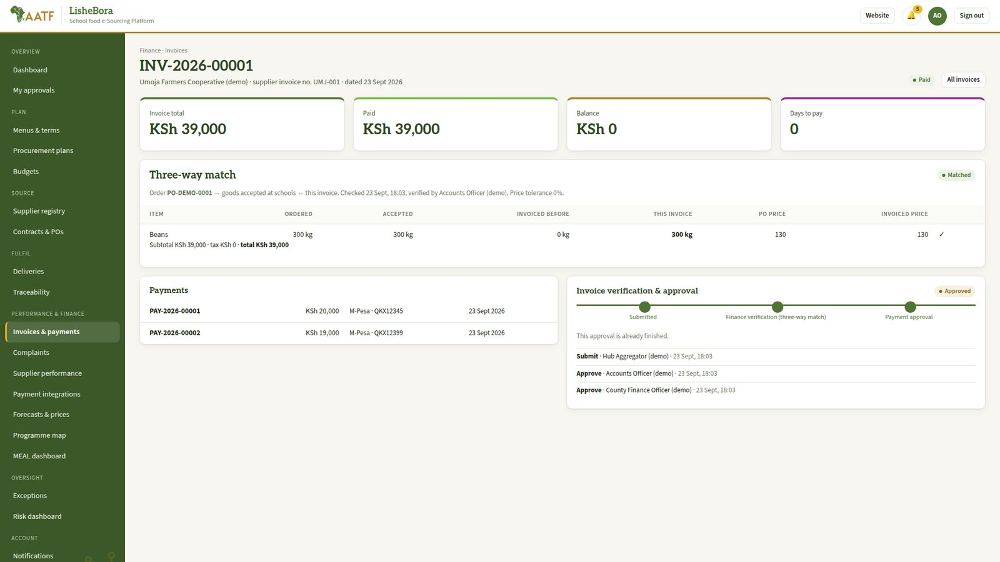 AATF
LisheBora
School food e-Sourcing Platform
Website
5
AO
Sign out
OVERVIEW
Dashboard
My approvals
PLAN
Menus & terms
Procurement plans
Budgets
SOURCE
Supplier registry
Contracts & POs
FULFIL
Deliveries
Traceability
PERFORMANCE & FINANCE
Invoices & payments
Complaints
Supplier performance
Payment integrations
Forecasts & prices
Programme map
MEAL dashboard
OVERSIGHT
Exceptions
Risk dashboard
ACCOUNT
Notifications
Finance · Invoices
INV-2026-00001
Umoja Farmers Cooperative (demo) · supplier invoice no. UMJ-001 · dated 23 Sept 2026
Paid
All invoices
Invoice total
KSh 39,000
Paid
KSh 39,000
Balance
KSh 0
Days to pay
0
Three-way match
Matched
Order PO-DEMO-0001 ↔ goods accepted at schools ↔ this invoice. Checked 23 Sept, 18:03, verified by Accounts Officer (demo). Price tolerance 0%.
ITEM ORDERED ACCEPTED INVOICED BEFORE THIS INVOICE PO PRICE INVOICED PRICE
Beans 300 kg 300 kg 0 kg 300 kg 130 130 ✓
Subtotal KSh 39,000 · tax KSh 0 · total KSh 39,000
Payments
PAY-2026-00001 KSh 20,000 M-Pesa · QKX12345 23 Sept 2026
PAY-2026-00002 KSh 19,000 M-Pesa · QKX12399 23 Sept 2026
Invoice verification & approval
Approved
Submitted
Finance verification (three-way match)
Payment approval
This approval is already finished.
Submit · Hub Aggregator (demo) · 23 Sept, 18:03
Approve · Accounts Officer (demo) · 23 Sept, 18:03
Approve · County Finance Officer (demo) · 23 Sept, 18:03